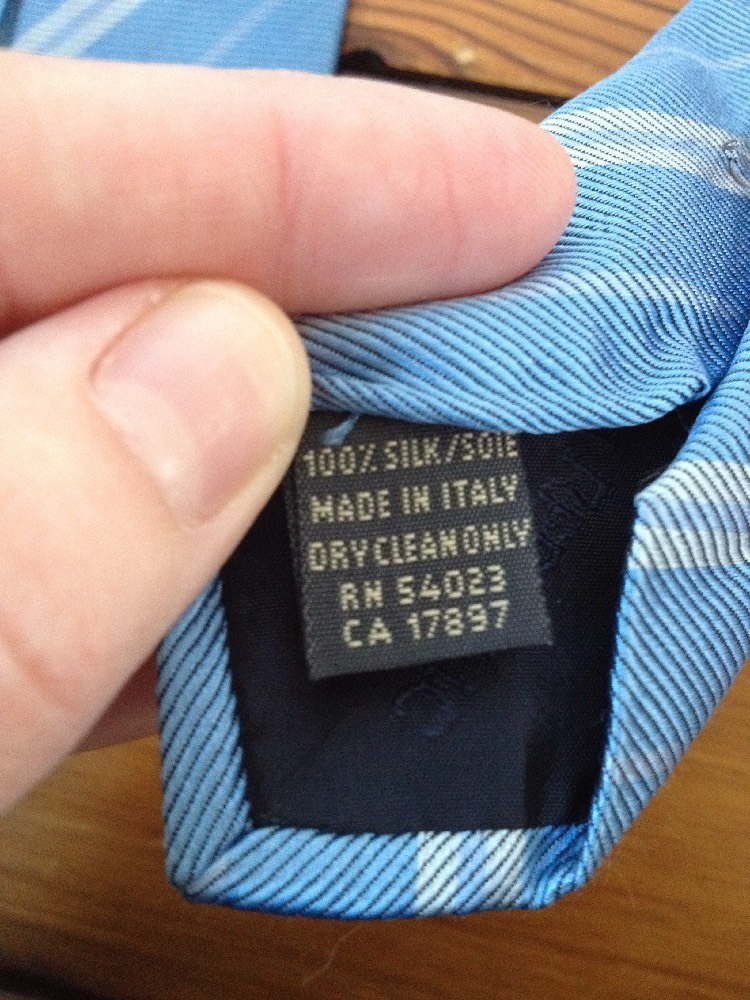 100% SILK/SOIE
MADE IN ITALY
DRY CLEAN ONLY
RN 54023
CA 17897